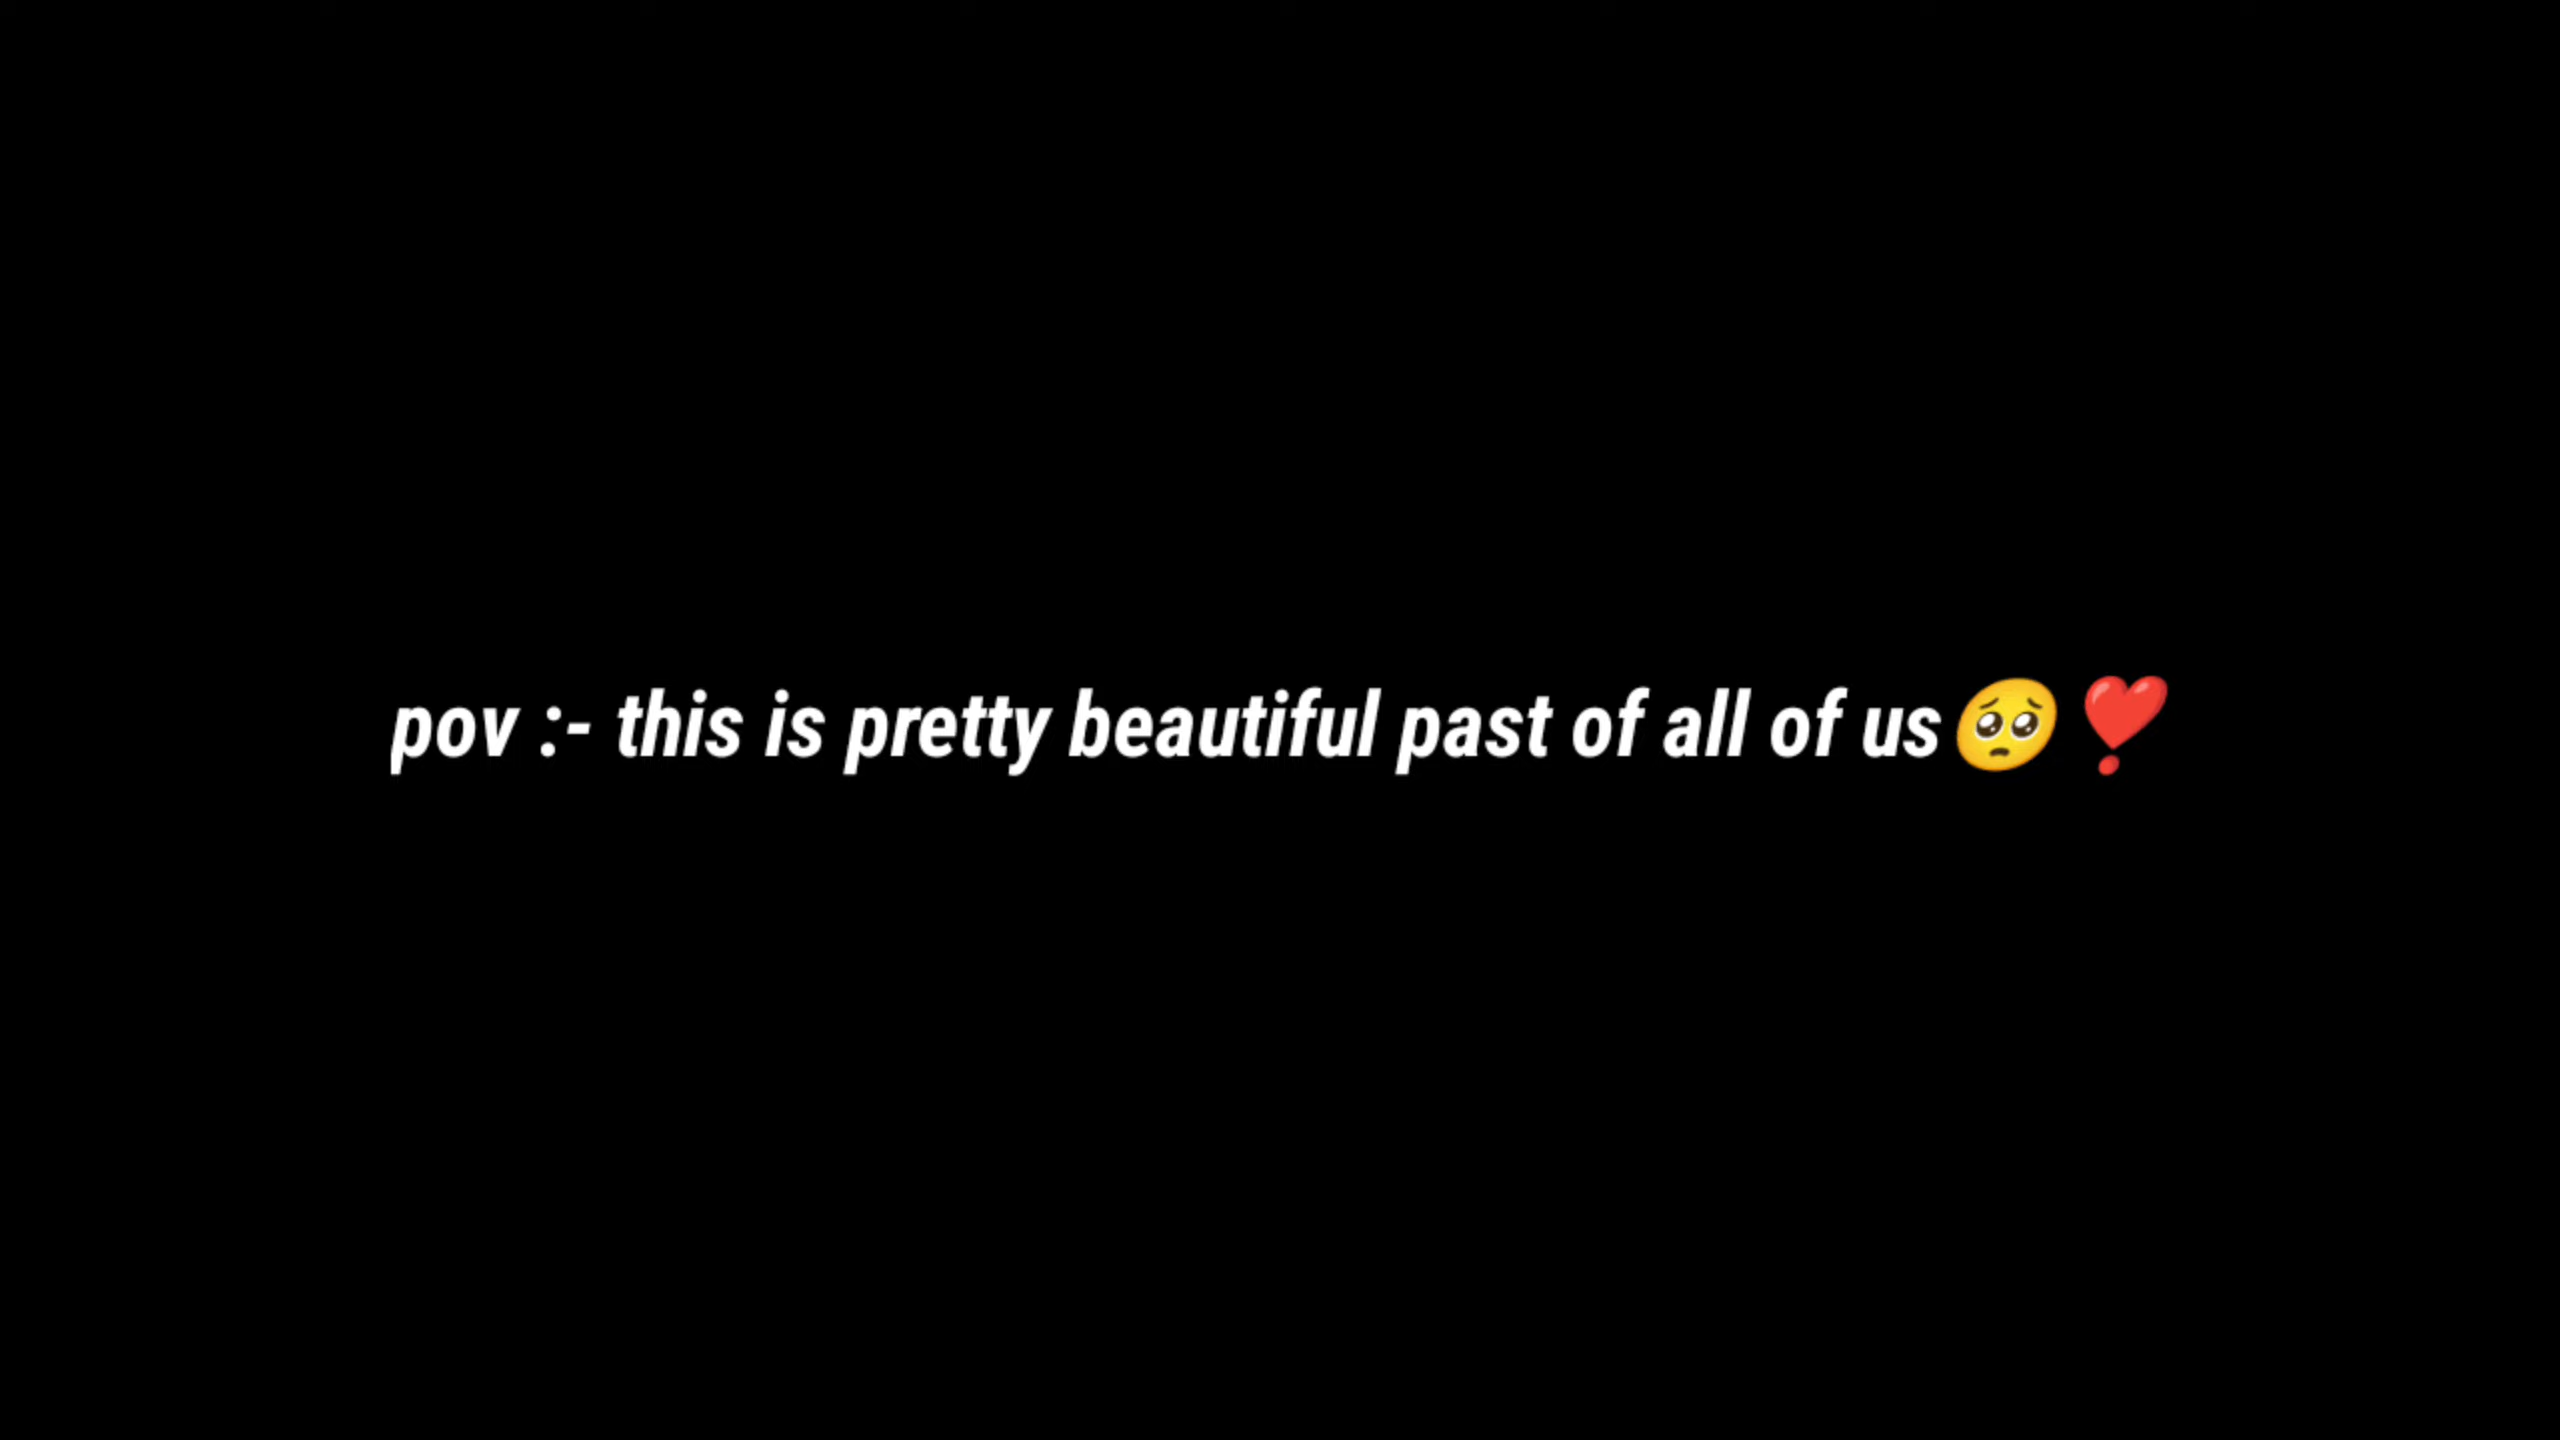 pov :- this is pretty beautiful past of all of us🥺❣️